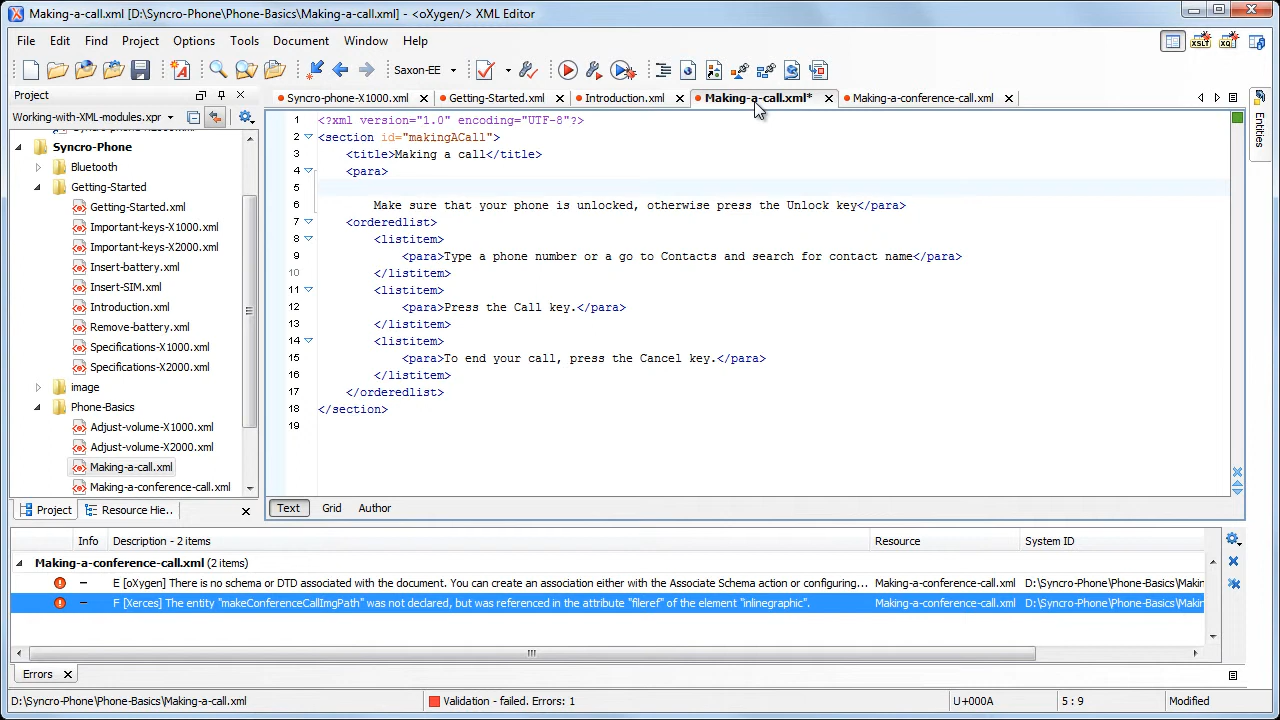 Making-a-call.xml [D:\Syncro-Phone\Phone-Basics\Making-a-call.xml] - <oXygen/> XML Editor
File Edit Find Project Options Tools Document Window Help
XSLT XQ
Saxon-EE
Project
Syncro-phone-X1000.xml Getting-Started.xml Introduction.xml Making-a-call.xml* Making-a-conference-call.xml
Working-with-XML-modules.xpr
Syncro-Phone
Bluetooth
Getting-Started
Getting-Started.xml
Important-keys-X1000.xml
Important-keys-X2000.xml
Insert-battery.xml
Insert-SIM.xml
Introduction.xml
Remove-battery.xml
Specifications-X1000.xml
Specifications-X2000.xml
image
Phone-Basics
Adjust-volume-X1000.xml
Adjust-volume-X2000.xml
Making-a-call.xml
Making-a-conference-call.xml
Project Resource Hie..
1 <?xml version="1.0" encoding="UTF-8"?>
2 <section id="makingACall">
3 <title>Making a call</title>
4 <para>
5
6 Make sure that your phone is unlocked, otherwise press the Unlock key</para>
7 <orderedlist>
8 <listitem>
9 <para>Type a phone number or a go to Contacts and search for contact name</para>
10 </listitem>
11 <listitem>
12 <para>Press the Call key.</para>
13 </listitem>
14 <listitem>
15 <para>To end your call, press the Cancel key.</para>
16 </listitem>
17 </orderedlist>
18 </section>
19
Entities
Text Grid Author
Info Description - 2 items Resource System ID
Making-a-conference-call.xml (2 items)
E [oXygen] There is no schema or DTD associated with the document. You can create an association either with the Associate Schema action or configuring... Making-a-conference-call.xml D:\Syncro-Phone\Phone-Basics\Makin
F [Xerces] The entity "makeConferenceCallImgPath" was not declared, but was referenced in the attribute "fileref" of the element "inlinegraphic". Making-a-conference-call.xml D:\Syncro-Phone\Phone-Basics\Makin
Errors
D:\Syncro-Phone\Phone-Basics\Making-a-call.xml Validation - failed. Errors: 1 U+000A 5 : 9 Modified